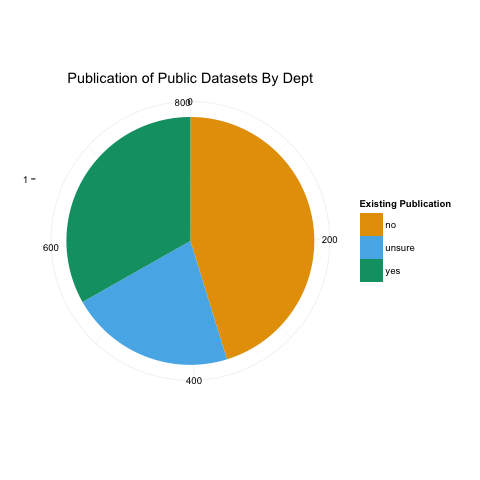 Publication of Public Datasets By Dept
800
0
1
600
200
400
Existing Publication
no
unsure
yes